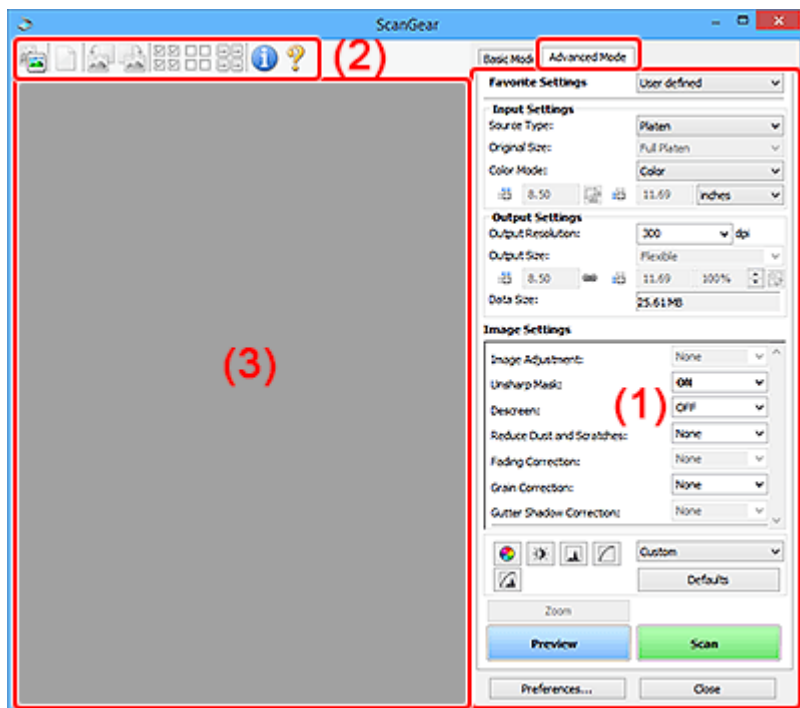 ScanGear
(2)
Basic Mode Advanced Mode
Favorite Settings User defined
Input Settings
Source Type: Platen
Original Size: Full Platen
Color Mode: Color
8.50 11.69 inches
Output Settings
Output Resolution: 300 dpi
Output Size: Flexible
8.50 11.69 100%
Data Size: 25.61MB
Image Settings
Image Adjustment: None
Unsharp Mask: ON
(3)
(1)
Descreen: OFF
Reduce Dust and Scratches: None
Fading Correction: None
Grain Correction: None
Gutter Shadow Correction: None
Custom
Defaults
Zoom
Preview Scan
Preferences... Close